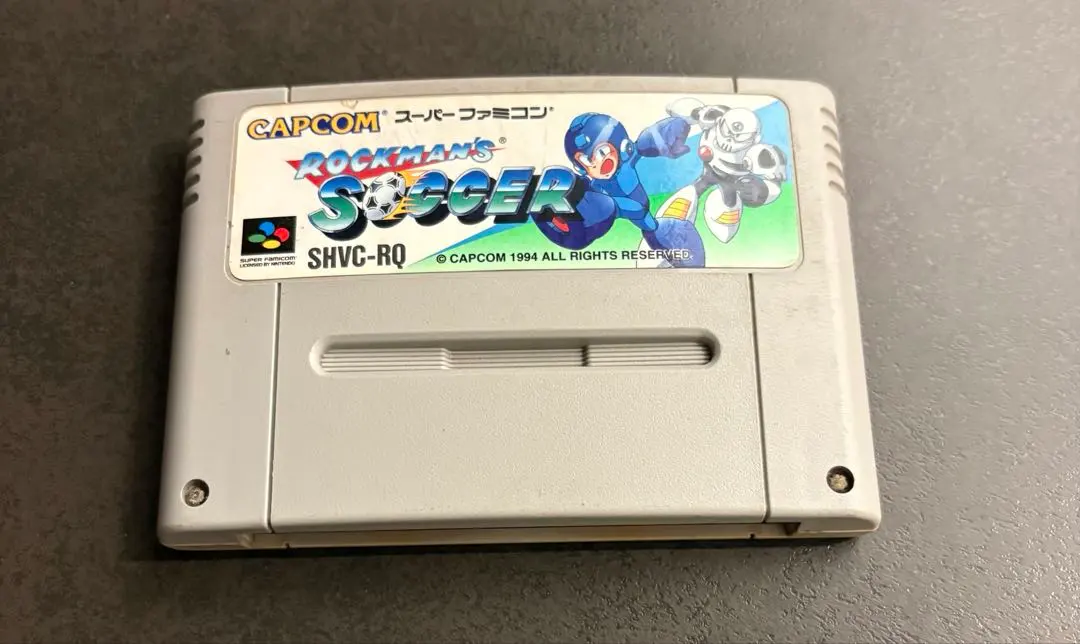 CAPCOM® スーパーファミコン®
ROCKMAN'S®
SOCCER
SUPER FAMICOM
LICENSED BY NINTENDO
SHVC-RQ
© CAPCOM 1994 ALL RIGHTS RESERVED.